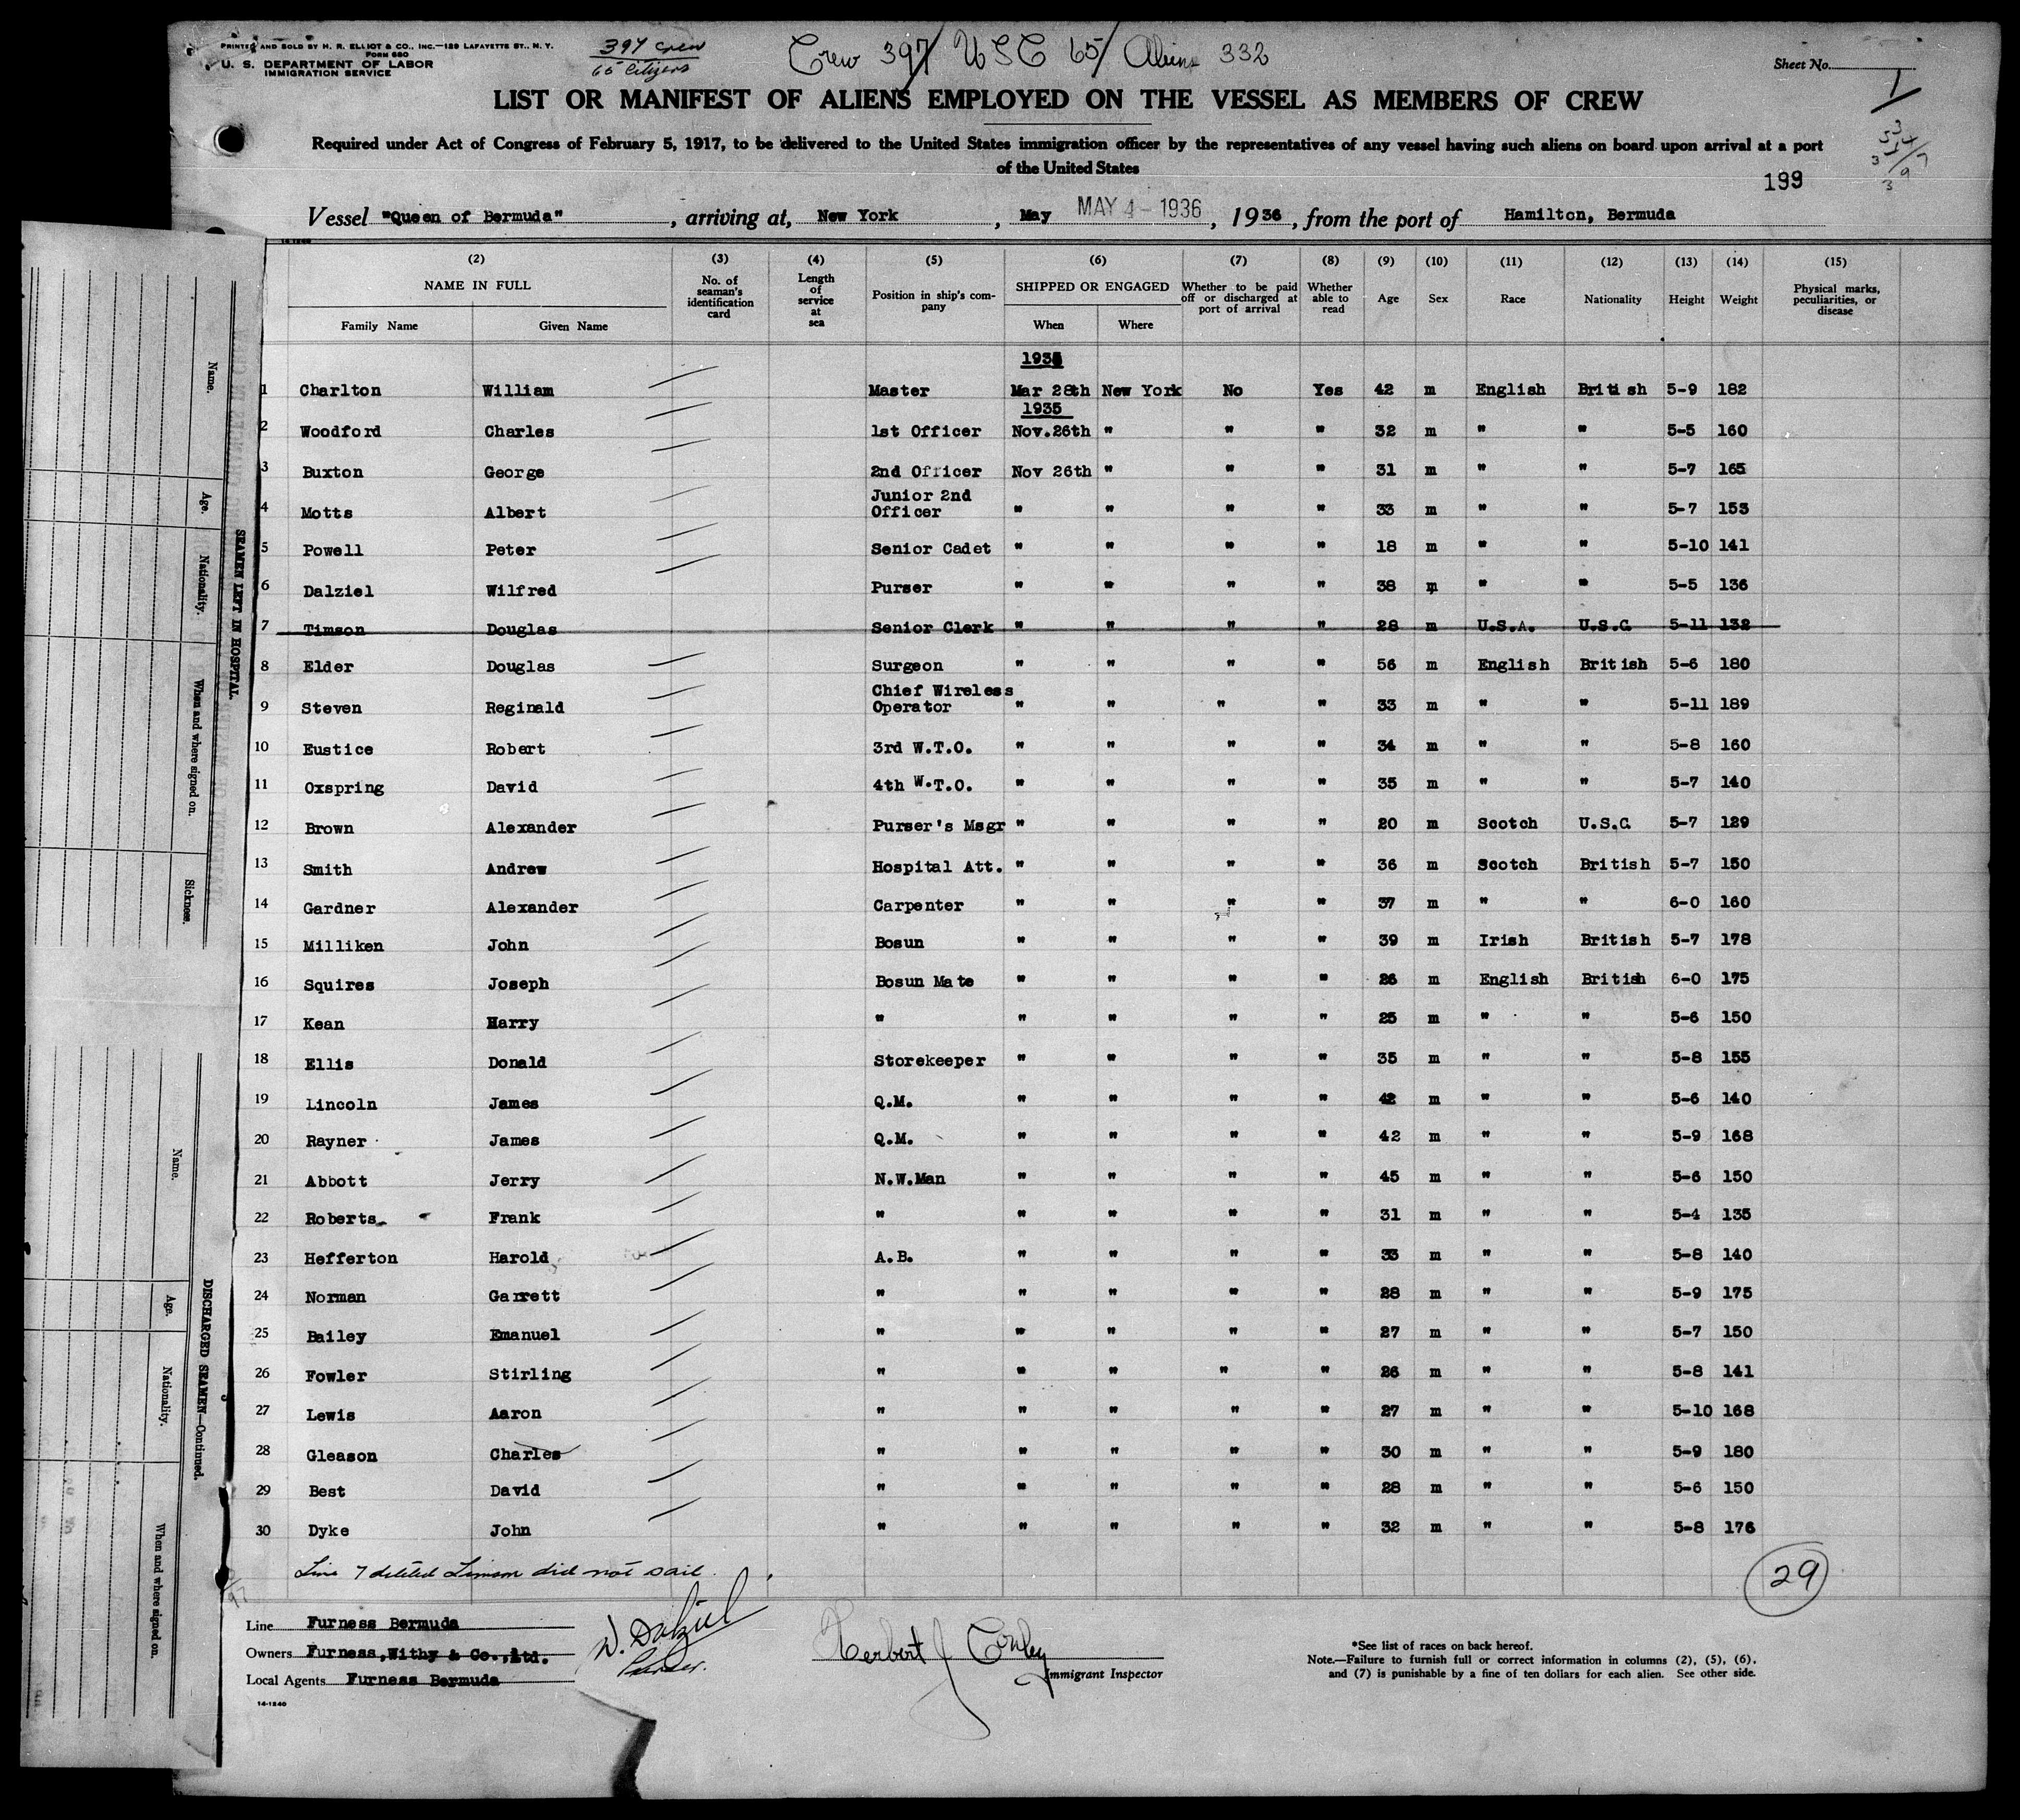 PRINTED AND SOLD BY H. R. ELLIOT & CO., INC.—129 LAFAYETTE ST., N. Y.
FORM 680
U. S. DEPARTMENT OF LABOR
IMMIGRATION SERVICE
397 Crew
65 Citizens
Crew 397/ USC 65/ Aliens 332
Sheet No.
1
LIST OR MANIFEST OF ALIENS EMPLOYED ON THE VESSEL AS MEMBERS OF CREW
Required under Act of Congress of February 5, 1917, to be delivered to the United States immigration officer by the representatives of any vessel having such aliens on board upon arrival at a port
of the United States
199
Vessel "Queen of Bermuda", arriving at, New York, May MAY 4 - 1936, 1936, from the port of Hamilton, Bermuda
14-1240
(2) (3) (4) (5) (6) (7) (8) (9) (10) (11) (12) (13) (14) (15)
NAME IN FULL No. of seaman's identification card Length of service at sea Position in ship's company SHIPPED OR ENGAGED Whether to be paid off or discharged at port of arrival Whether able to read Age Sex Race Nationality Height Weight Physical marks, peculiarities, or disease
Family Name Given Name When Where
1 Charlton William Master Mar 28th New York No Yes 42 m English British 5-9 182
1935
2 Woodford Charles 1st Officer Nov.26th " " " 32 m " " 5-5 160
3 Buxton George 2nd Officer Nov 26th " " " 31 m " " 5-7 165
4 Motts Albert Junior 2nd Officer " " " " 33 m " " 5-7 153
5 Powell Peter Senior Cadet " " " " 18 m " " 5-10 141
6 Dalziel Wilfred Purser " " " " 38 m " " 5-5 136
7 Timson Douglas Senior Clerk " " " " 28 m U.S.A. U.S.C. 5-11 132
8 Elder Douglas Surgeon " " " " 56 m English British 5-6 180
9 Steven Reginald Chief Wireless Operator " " " " 33 m " " 5-11 189
10 Eustice Robert 3rd W.T.O. " " " " 34 m " " 5-8 160
11 Oxspring David 4th W.T.O. " " " " 35 m " " 5-7 140
12 Brown Alexander Purser's Msgr " " " " 20 m Scotch U.S.C. 5-7 129
13 Smith Andrew Hospital Att. " " " " 36 m Scotch British 5-7 150
14 Gardner Alexander Carpenter " " " " 37 m " " 6-0 160
15 Milliken John Bosun " " " " 39 m Irish British 5-7 178
16 Squires Joseph Bosun Mate " " " " 26 m English British 6-0 175
17 Kean Harry " " " " " 25 m " " 5-6 150
18 Ellis Donald Storekeeper " " " " 35 m " " 5-8 155
19 Lincoln James Q.M. " " " " 42 m " " 5-6 140
20 Rayner James Q.M. " " " " 42 m " " 5-9 168
21 Abbott Jerry N.W.Man " " " " 45 m " " 5-6 150
22 Roberts Frank " " " " " 31 m " " 5-4 135
23 Hefferton Harold A.B. " " " " 33 m " " 5-8 140
24 Norman Garrett " " " " " 28 m " " 5-9 175
25 Bailey Emanuel " " " " " 27 m " " 5-7 150
26 Fowler Stirling " " " " " 26 m " " 5-8 141
27 Lewis Aaron " " " " " 27 m " " 5-10 168
28 Gleason Charles " " " " " 30 m " " 5-9 180
29 Best David " " " " " 28 m " " 5-6 150
30 Dyke John " " " " " 32 m " " 5-8 176
Line 7 deleted Timson did not sail.
29
Line Furness Bermuda
Owners Furness, Withy & Co., Ltd.
Local Agents Furness Bermuda
14-1240
W. Dalziel
Purser.
Herbert J Conley
Immigrant Inspector
*See list of races on back hereof.
Note.—Failure to furnish full or correct information in columns (2), (5), (6),
and (7) is punishable by a fine of ten dollars for each alien. See other side.
SEAMEN LEFT IN HOSPITAL.
Name. Age. Nationality. When and where signed on. Sickness.
DISCHARGED SEAMEN—Continued.
Name. Age. Nationality. When and where signed on.